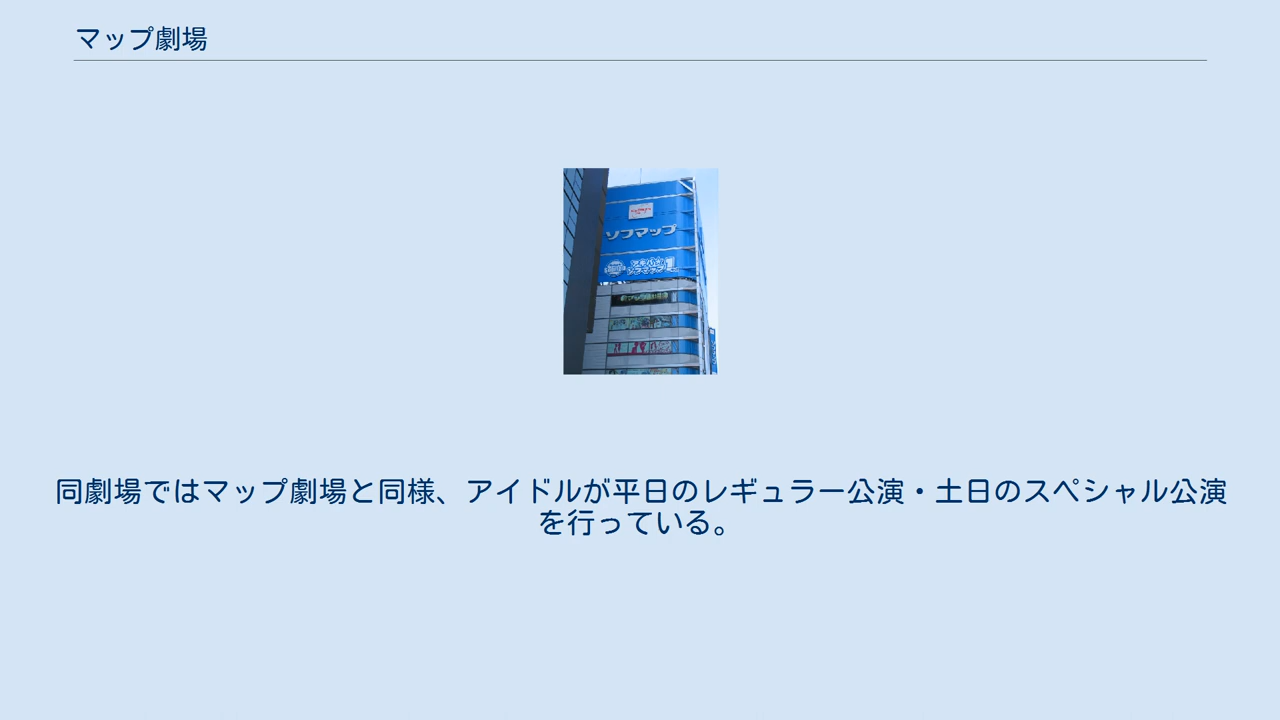 マップ劇場
ソフマップ
同劇場ではマップ劇場と同様、アイドルが平日のレギュラー公演・土日のスペシャル公演
を行っている。